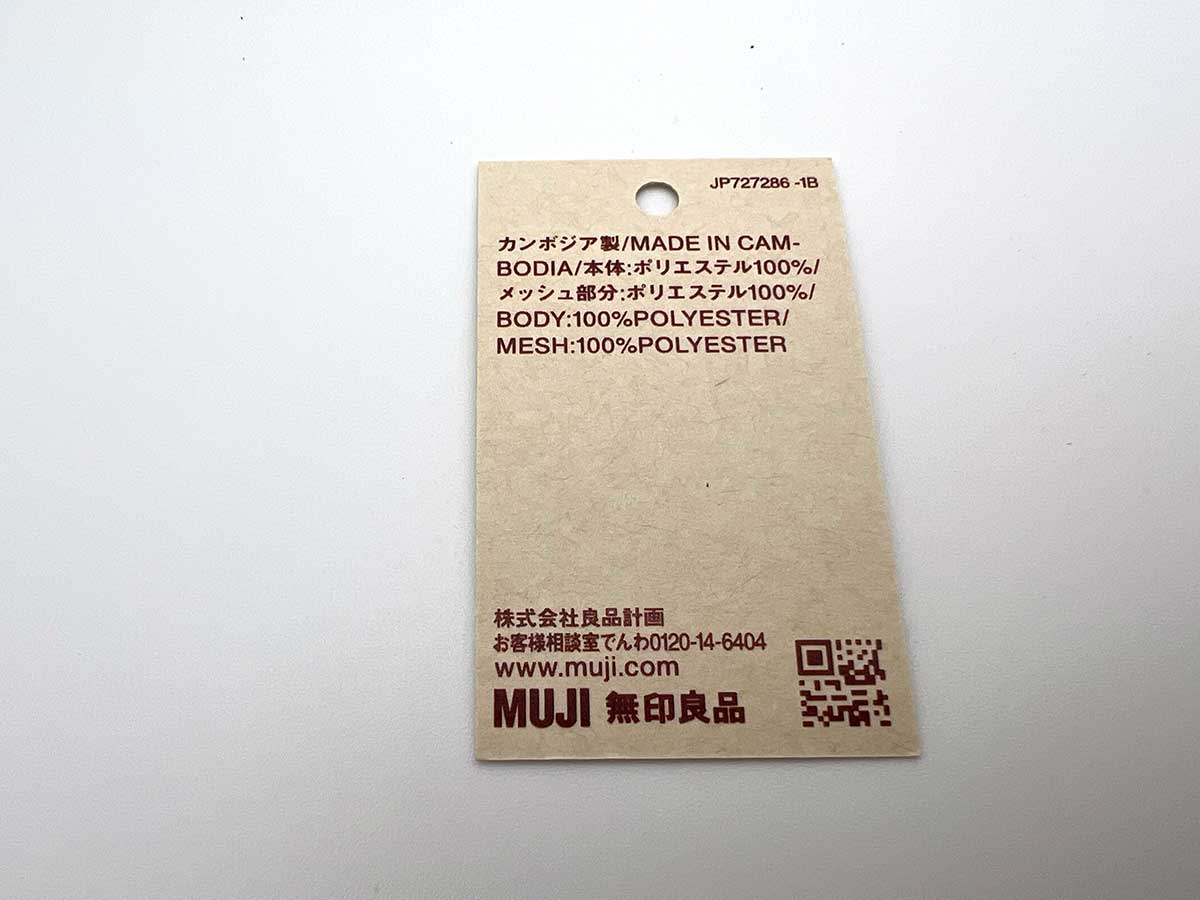 JP727286 -1B
カンボジア製/MADE IN CAM-
BODIA/本体:ポリエステル100%/
メッシュ部分:ポリエステル100%/
BODY:100%POLYESTER/
MESH:100%POLYESTER
株式会社良品計画
お客様相談室でんわ0120-14-6404
www.muji.com
MUJI 無印良品